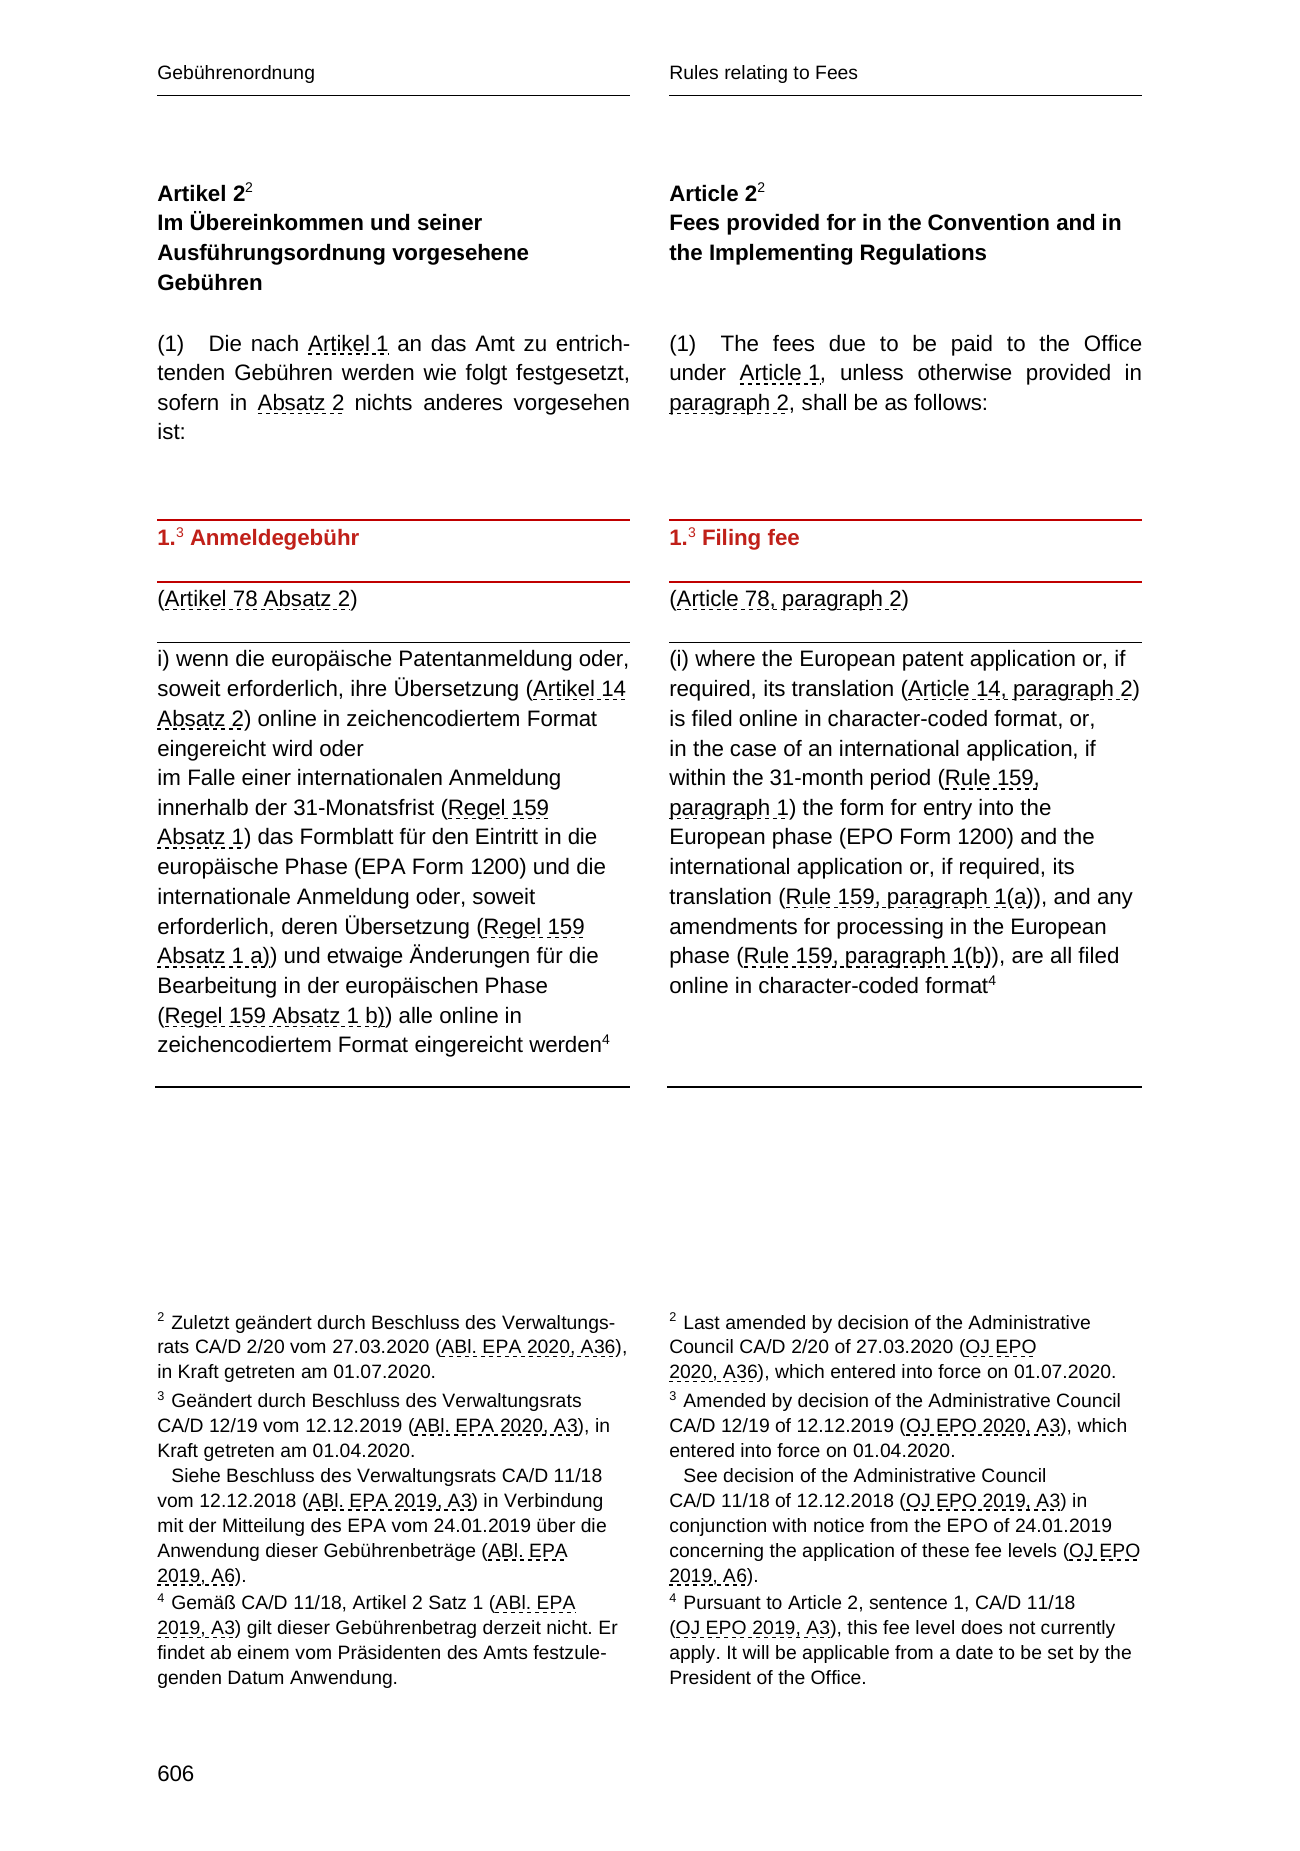 Gebührenordnung
Artikel 2²
Im Übereinkommen und seiner
Ausführungsordnung vorgesehene
Gebühren
(1) Die nach Artikel 1 an das Amt zu entrich-
tenden Gebühren werden wie folgt festgesetzt,
sofern in Absatz 2 nichts anderes vorgesehen
ist:
1.³ Anmeldegebühr
(Artikel 78 Absatz 2)
i) wenn die europäische Patentanmeldung oder,
soweit erforderlich, ihre Übersetzung (Artikel 14
Absatz 2) online in zeichencodiertem Format
eingereicht wird oder
im Falle einer internationalen Anmeldung
innerhalb der 31-Monatsfrist (Regel 159
Absatz 1) das Formblatt für den Eintritt in die
europäische Phase (EPA Form 1200) und die
internationale Anmeldung oder, soweit
erforderlich, deren Übersetzung (Regel 159
Absatz 1 a)) und etwaige Änderungen für die
Bearbeitung in der europäischen Phase
(Regel 159 Absatz 1 b)) alle online in
zeichencodiertem Format eingereicht werden⁴
² Zuletzt geändert durch Beschluss des Verwaltungs-
rats CA/D 2/20 vom 27.03.2020 (ABl. EPA 2020, A36),
in Kraft getreten am 01.07.2020.
³ Geändert durch Beschluss des Verwaltungsrats
CA/D 12/19 vom 12.12.2019 (ABl. EPA 2020, A3), in
Kraft getreten am 01.04.2020.
Siehe Beschluss des Verwaltungsrats CA/D 11/18
vom 12.12.2018 (ABl. EPA 2019, A3) in Verbindung
mit der Mitteilung des EPA vom 24.01.2019 über die
Anwendung dieser Gebührenbeträge (ABl. EPA
2019, A6).
⁴ Gemäß CA/D 11/18, Artikel 2 Satz 1 (ABl. EPA
2019, A3) gilt dieser Gebührenbetrag derzeit nicht. Er
findet ab einem vom Präsidenten des Amts festzule-
genden Datum Anwendung.
Rules relating to Fees
Article 2²
Fees provided for in the Convention and in
the Implementing Regulations
(1) The fees due to be paid to the Office
under Article 1, unless otherwise provided in
paragraph 2, shall be as follows:
1.³ Filing fee
(Article 78, paragraph 2)
(i) where the European patent application or, if
required, its translation (Article 14, paragraph 2)
is filed online in character-coded format, or,
in the case of an international application, if
within the 31-month period (Rule 159,
paragraph 1) the form for entry into the
European phase (EPO Form 1200) and the
international application or, if required, its
translation (Rule 159, paragraph 1(a)), and any
amendments for processing in the European
phase (Rule 159, paragraph 1(b)), are all filed
online in character-coded format⁴
² Last amended by decision of the Administrative
Council CA/D 2/20 of 27.03.2020 (OJ EPO
2020, A36), which entered into force on 01.07.2020.
³ Amended by decision of the Administrative Council
CA/D 12/19 of 12.12.2019 (OJ EPO 2020, A3), which
entered into force on 01.04.2020.
See decision of the Administrative Council
CA/D 11/18 of 12.12.2018 (OJ EPO 2019, A3) in
conjunction with notice from the EPO of 24.01.2019
concerning the application of these fee levels (OJ EPO
2019, A6).
⁴ Pursuant to Article 2, sentence 1, CA/D 11/18
(OJ EPO 2019, A3), this fee level does not currently
apply. It will be applicable from a date to be set by the
President of the Office.
606